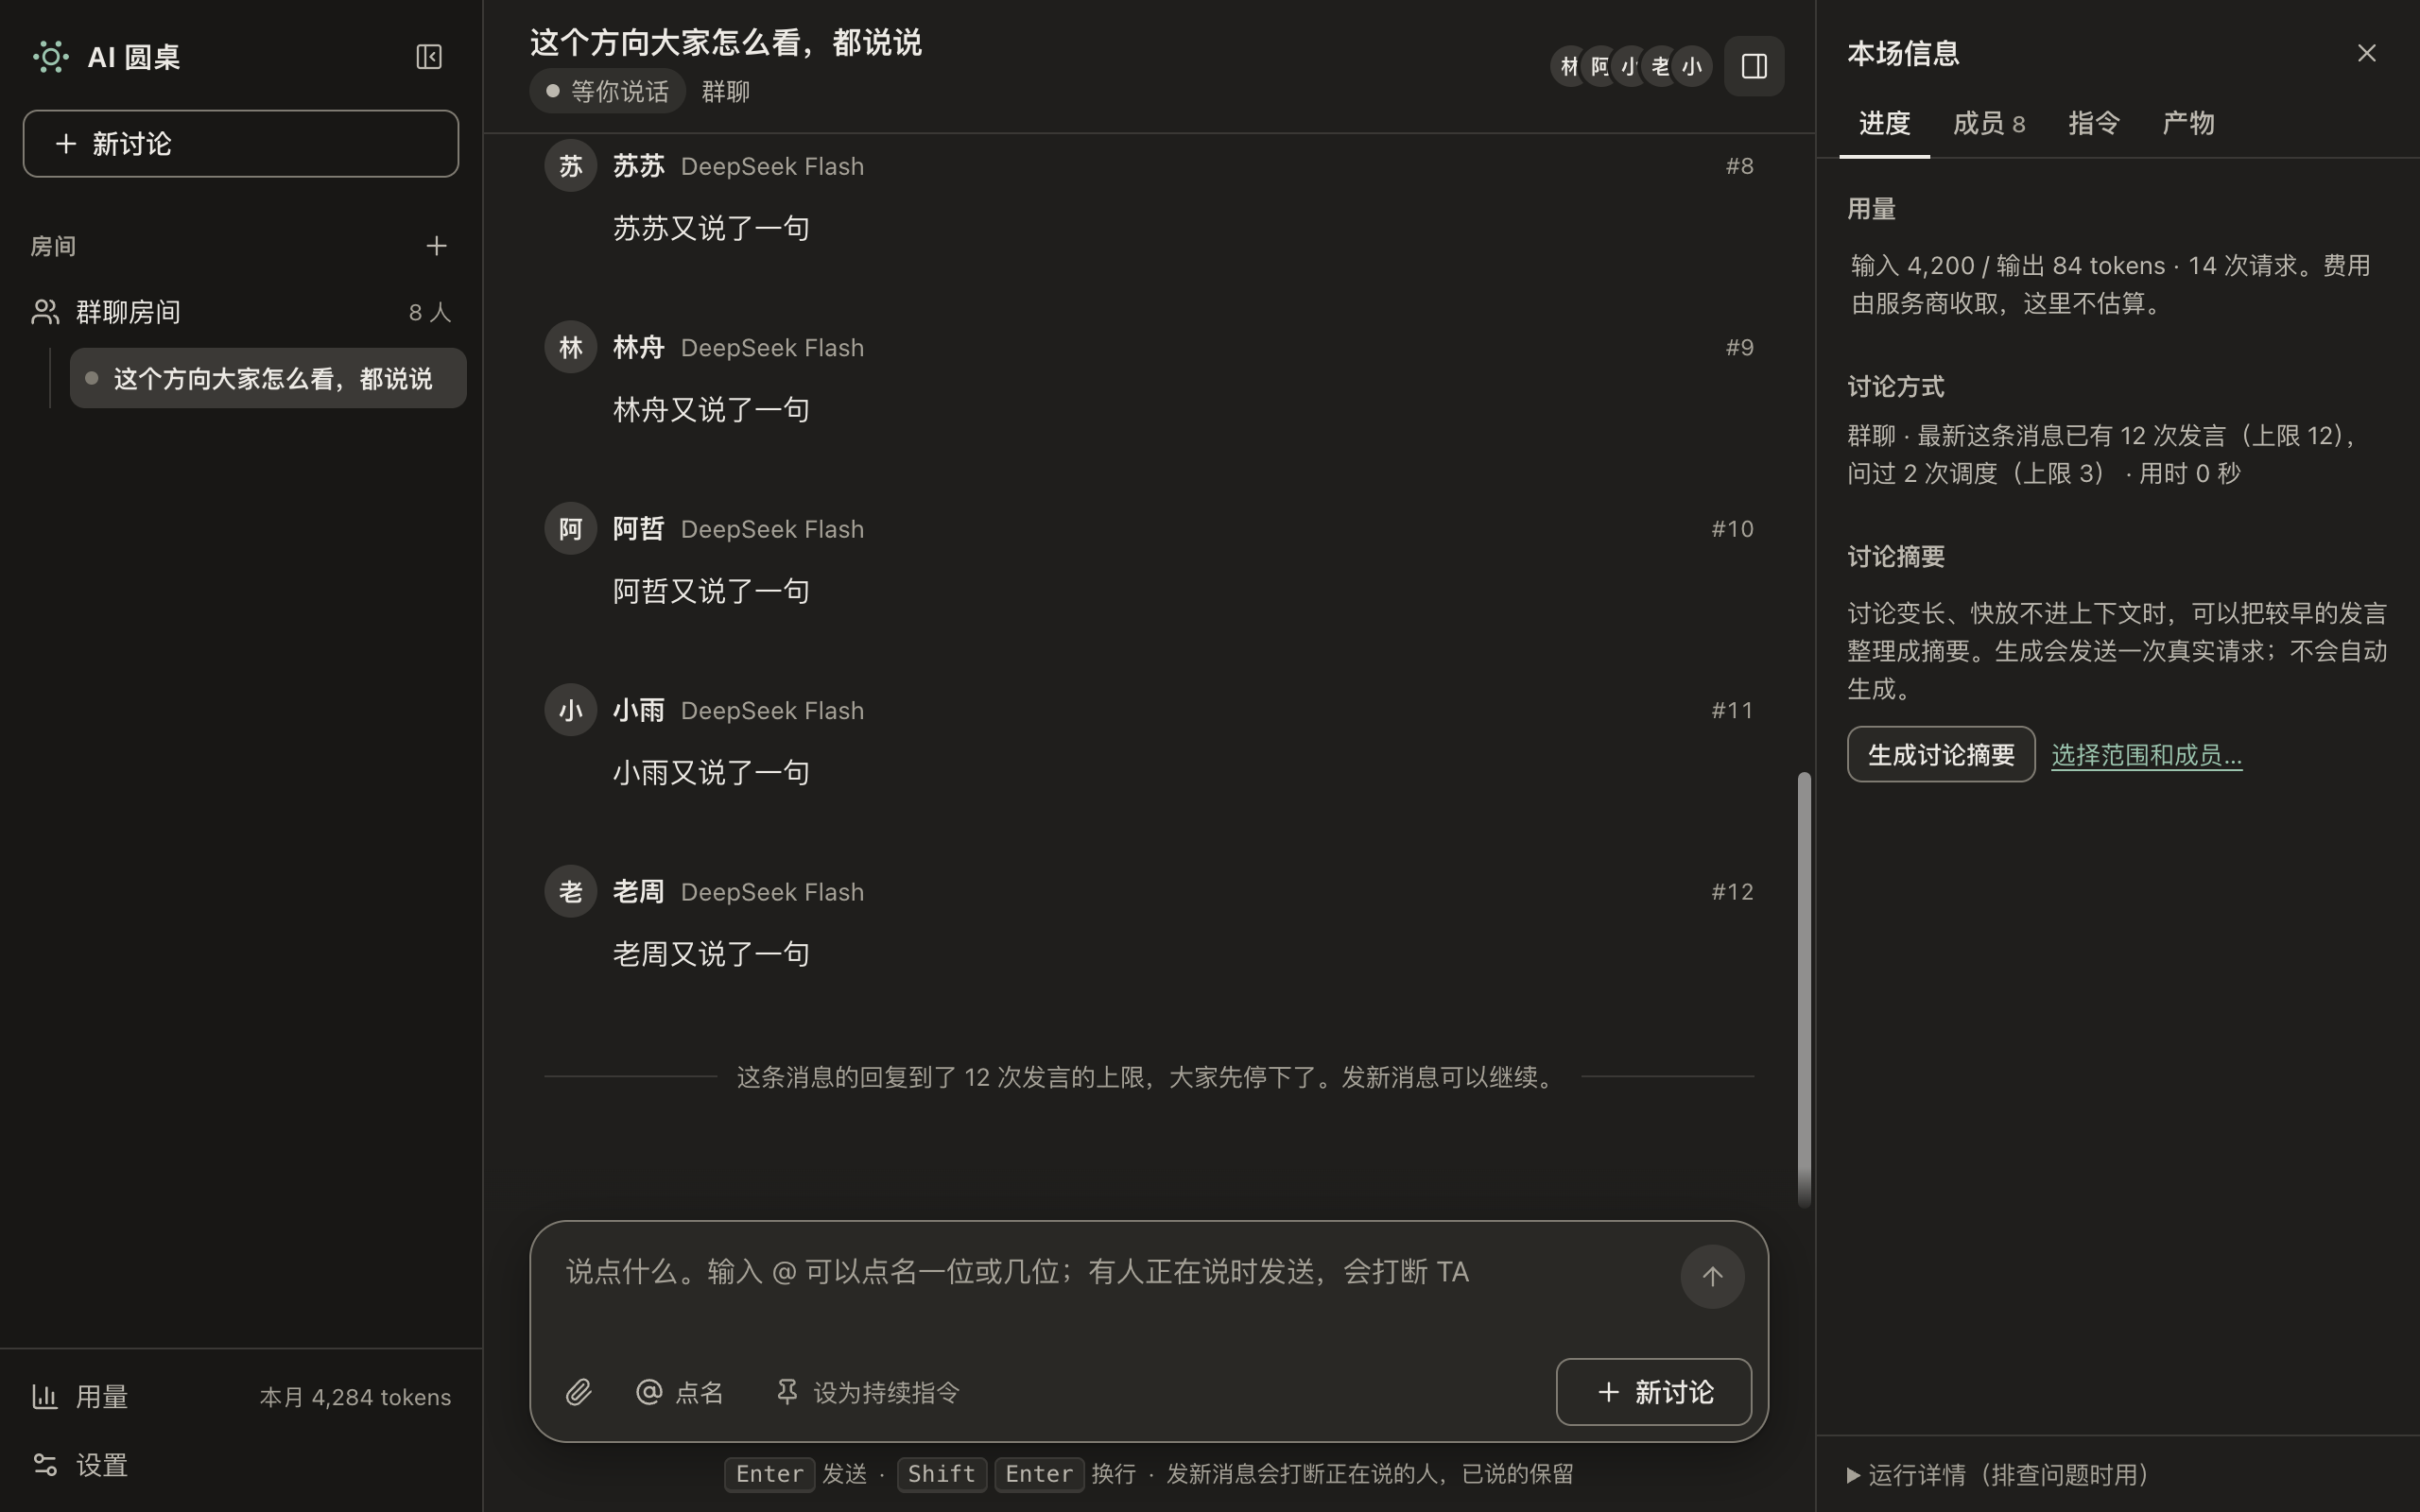 AI 圆桌
新讨论
房间
群聊房间 8 人
这个方向大家怎么看，都说说
用量 本月 4,284 tokens
设置
这个方向大家怎么看，都说说
等你说话 群聊
林 阿 小 老 小
苏 苏苏 DeepSeek Flash #8
苏苏又说了一句
林 林舟 DeepSeek Flash #9
林舟又说了一句
阿 阿哲 DeepSeek Flash #10
阿哲又说了一句
小 小雨 DeepSeek Flash #11
小雨又说了一句
老 老周 DeepSeek Flash #12
老周又说了一句
这条消息的回复到了 12 次发言的上限，大家先停下了。发新消息可以继续。
说点什么。输入 @ 可以点名一位或几位；有人正在说时发送，会打断 TA
点名 设为持续指令 新讨论
Enter 发送 · Shift Enter 换行 · 发新消息会打断正在说的人，已说的保留
本场信息
进度 成员 8 指令 产物
用量
输入 4,200 / 输出 84 tokens · 14 次请求。费用
由服务商收取，这里不估算。
讨论方式
群聊 · 最新这条消息已有 12 次发言（上限 12），
问过 2 次调度（上限 3） · 用时 0 秒
讨论摘要
讨论变长、快放不进上下文时，可以把较早的发言
整理成摘要。生成会发送一次真实请求；不会自动
生成。
生成讨论摘要 选择范围和成员…
运行详情（排查问题时用）